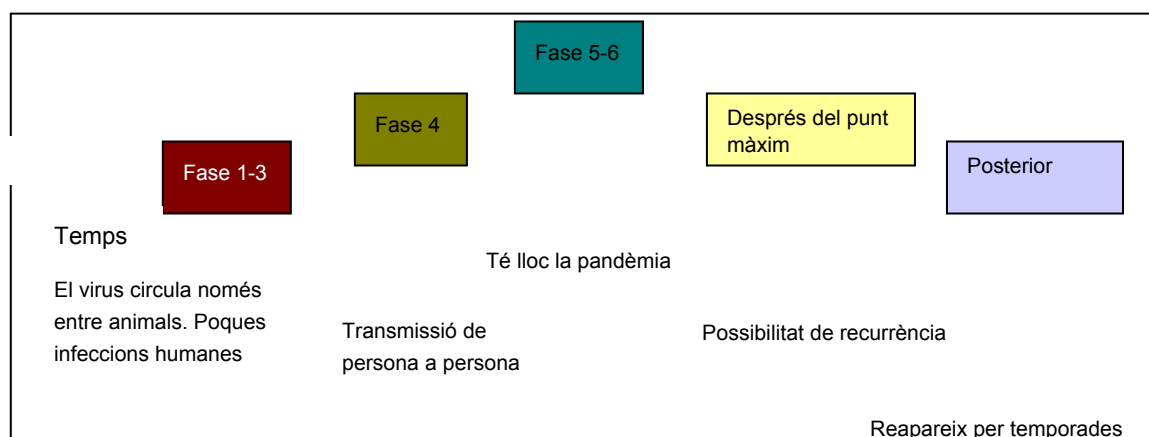 Fase 5-6
Fase 4
Després del punt
màxim
Fase 1-3
Posterior
Temps
Té lloc la pandèmia
El virus circula només
entre animals. Poques
infeccions humanes
Transmissió de
persona a persona
Possibilitat de recurrència
Reapareix per temporades